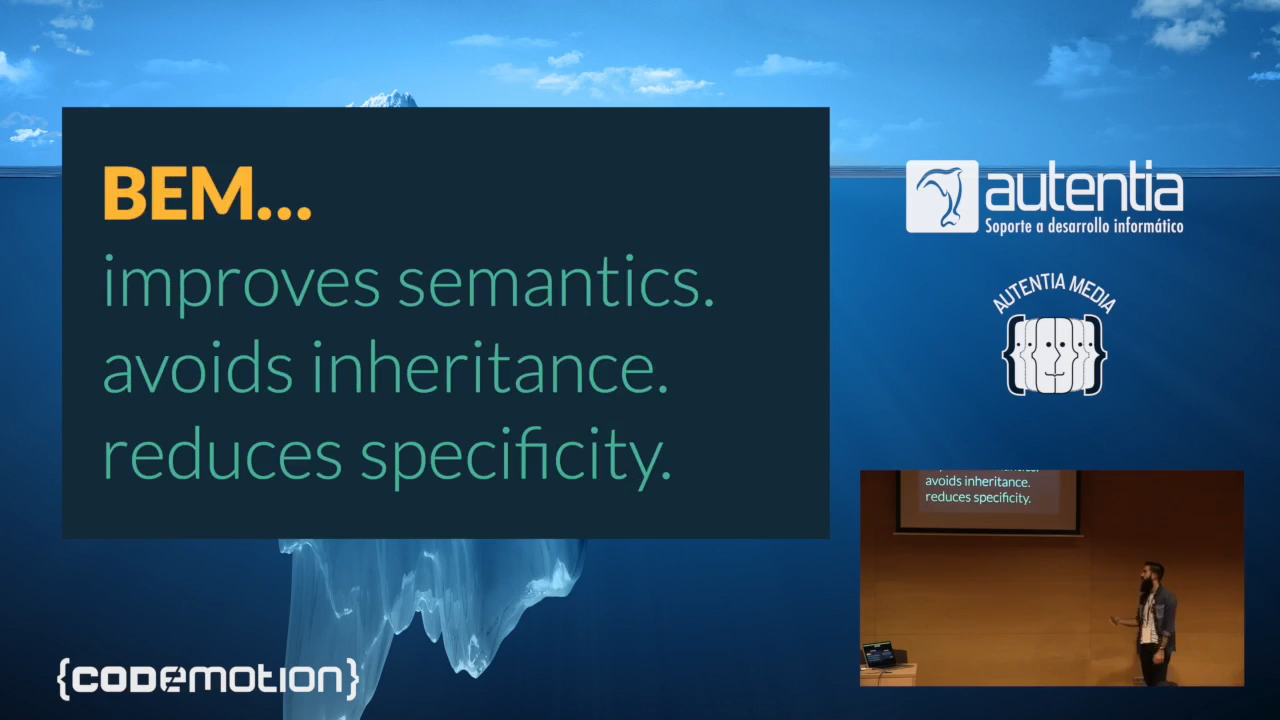 BEM...
improves semantics.
avoids inheritance.
reduces specificity.
autentia
Soporte a desarrollo informático
AUTENTIA MEDIA
avoids inheritance.
reduces specificity.
{CODEMOTION}